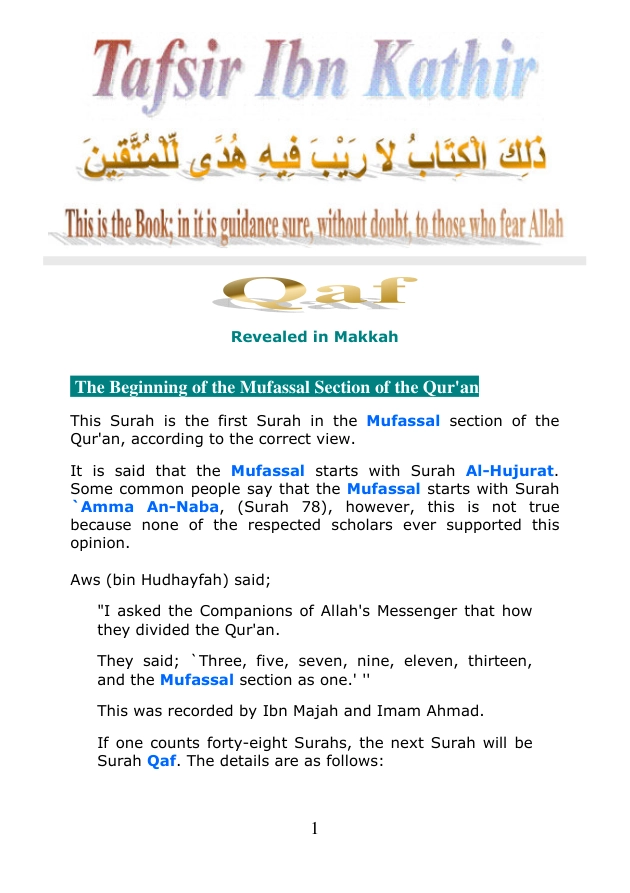 Tafsir Ibn Kathir
ذَلِكَ الْكِتَابُ لاَ رَيْبَ فِيهِ هُدًى لِّلْمُتَّقِينَ
This is the Book; in it is guidance sure, without doubt, to those who fear Allah
Qaf
Revealed in Makkah
The Beginning of the Mufassal Section of the Qur'an
This Surah is the first Surah in the Mufassal section of the
Qur'an, according to the correct view.
It is said that the Mufassal starts with Surah Al-Hujurat.
Some common people say that the Mufassal starts with Surah
`Amma An-Naba, (Surah 78), however, this is not true
because none of the respected scholars ever supported this
opinion.
Aws (bin Hudhayfah) said;
"I asked the Companions of Allah's Messenger that how
they divided the Qur'an.
They said; `Three, five, seven, nine, eleven, thirteen,
and the Mufassal section as one.' ''
This was recorded by Ibn Majah and Imam Ahmad.
If one counts forty-eight Surahs, the next Surah will be
Surah Qaf. The details are as follows:
1